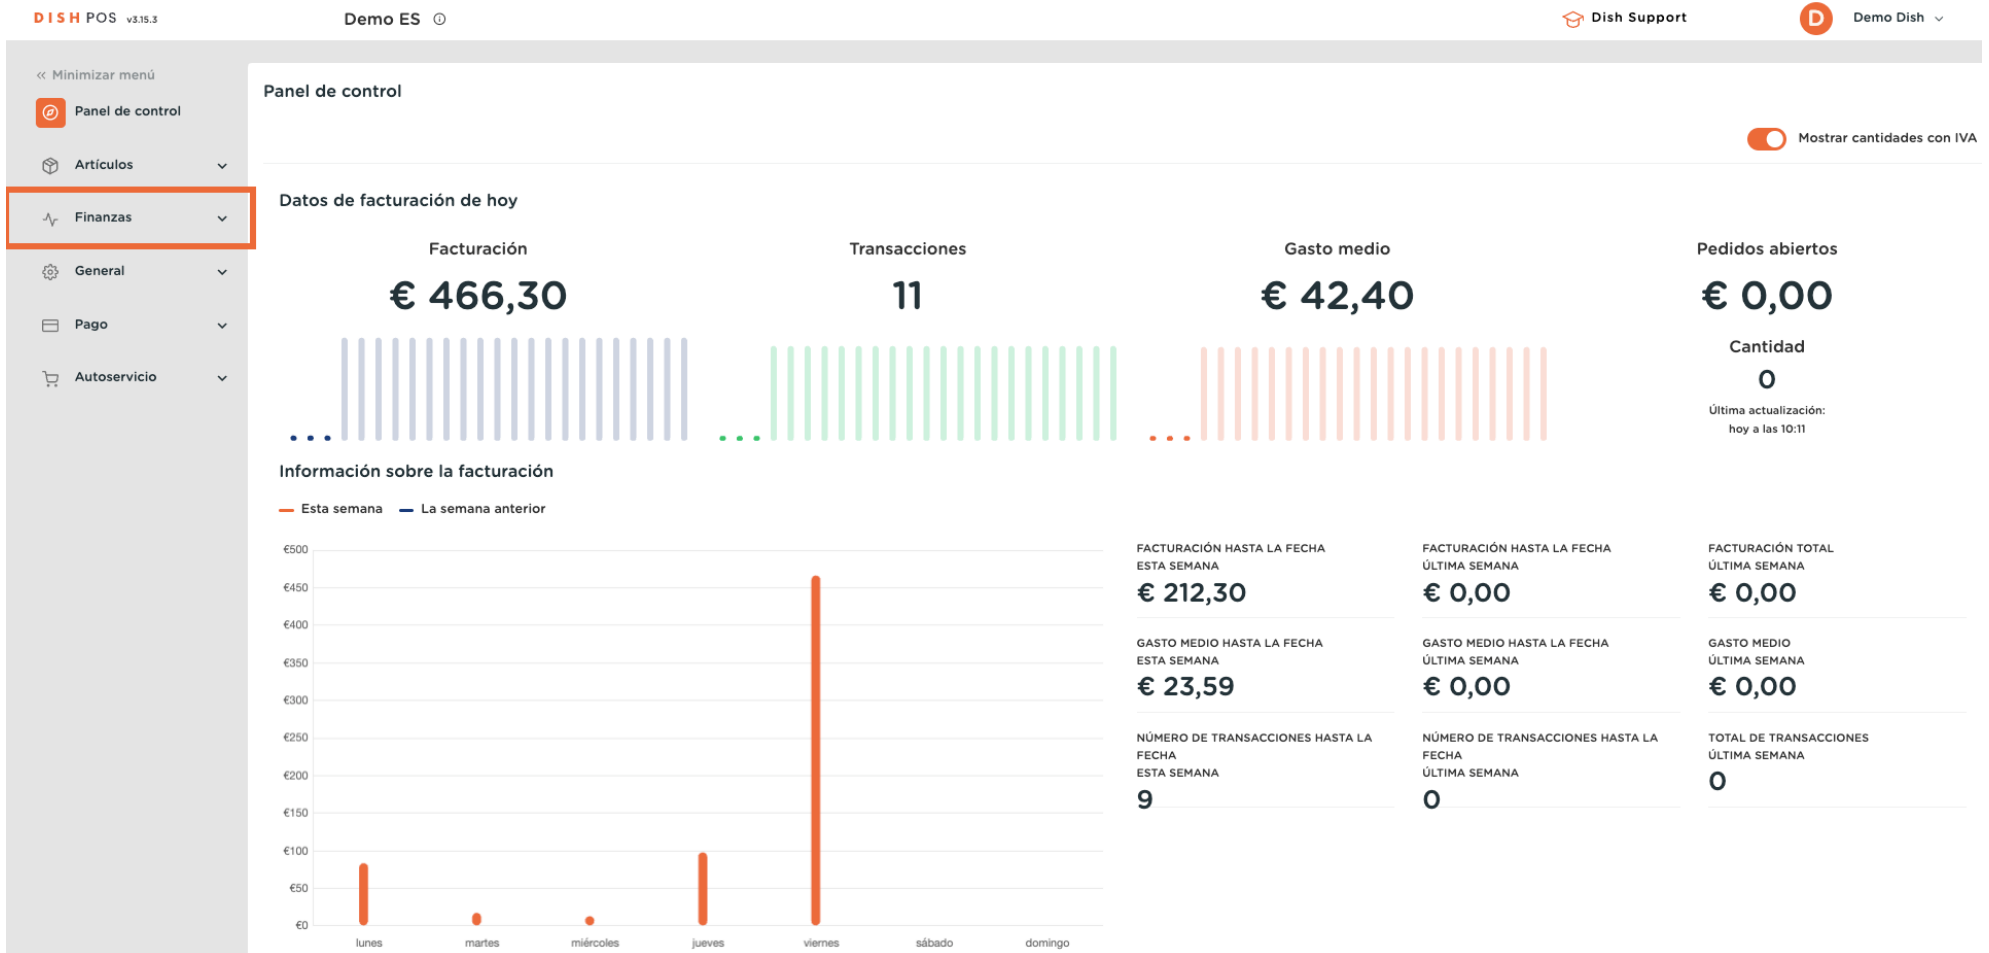 DISH POS v3.15.3
Demo ES
Dish Support
D
Demo Dish
« Minimizar menú
Panel de control
Artículos
Finanzas
General
Pago
Autoservicio
Panel de control
Mostrar cantidades con IVA
Datos de facturación de hoy
Facturación
€ 466,30
Transacciones
11
Gasto medio
€ 42,40
Pedidos abiertos
€ 0,00
Cantidad
0
Última actualización:
hoy a las 10:11
Información sobre la facturación
Esta semana
La semana anterior
€500
€450
€400
€350
€300
€250
€200
€150
€100
€50
€0
lunes
martes
miércoles
jueves
viernes
sábado
domingo
FACTURACIÓN HASTA LA FECHA
ESTA SEMANA
€ 212,30
FACTURACIÓN HASTA LA FECHA
ÚLTIMA SEMANA
€ 0,00
FACTURACIÓN TOTAL
ÚLTIMA SEMANA
€ 0,00
GASTO MEDIO HASTA LA FECHA
ESTA SEMANA
€ 23,59
GASTO MEDIO HASTA LA FECHA
ÚLTIMA SEMANA
€ 0,00
GASTO MEDIO
ÚLTIMA SEMANA
€ 0,00
NÚMERO DE TRANSACCIONES HASTA LA
FECHA
ESTA SEMANA
9
NÚMERO DE TRANSACCIONES HASTA LA
FECHA
ÚLTIMA SEMANA
0
TOTAL DE TRANSACCIONES
ÚLTIMA SEMANA
0